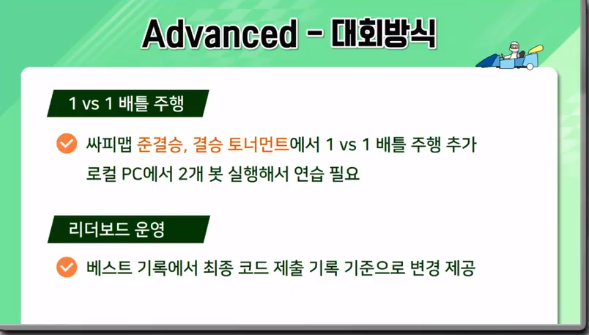 Advanced - 대회방식
1 vs 1 배틀 주행
싸피맵 준결승, 결승 토너먼트에서 1 vs 1 배틀 주행 추가
로컬 PC에서 2개 봇 실행해서 연습 필요
리더보드 운영
베스트 기록에서 최종 코드 제출 기록 기준으로 변경 제공